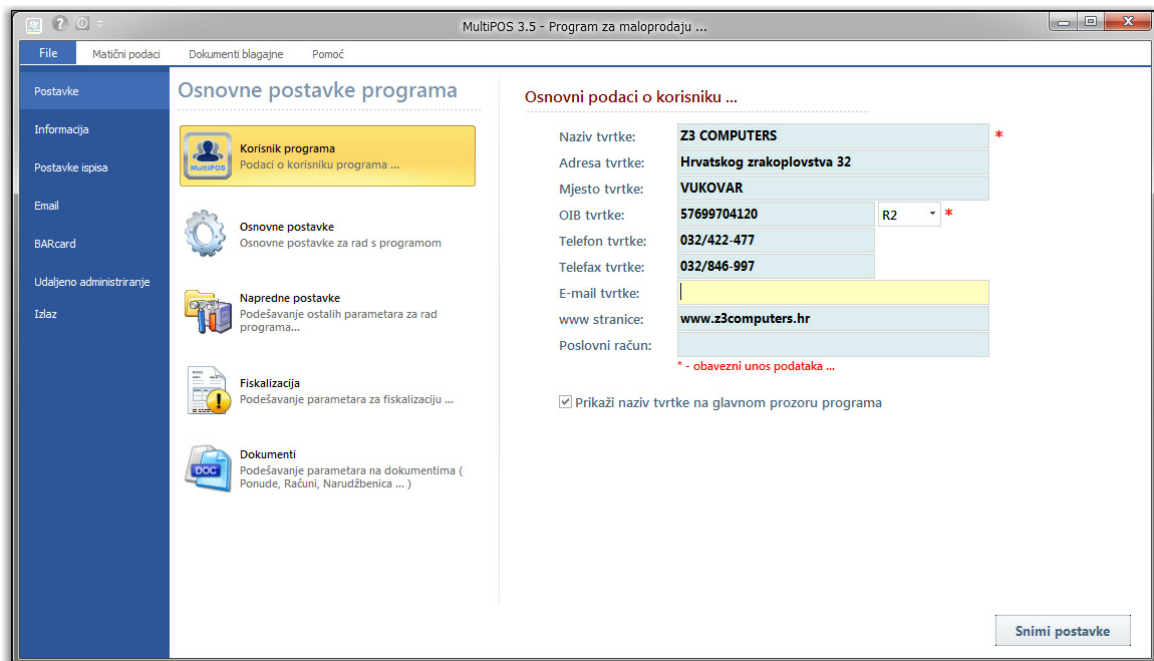 MultiPOS 3.5 - Program za maloprodaju ...
File Matični podaci Dokumenti blagajne Pomoć
Postavke
Informacija
Postavke ispisa
Email
BARcard
Udaljeno administriranje
Izlaz
Osnovne postavke programa
MultiPOS
Korisnik programa
Podaci o korisniku programa ...
Osnovne postavke
Osnovne postavke za rad s programom
Napredne postavke
Podešavanje ostalih parametara za rad
programa...
Fiskalizacija
Podešavanje parametara za fiskalizaciju ...
DOC
Dokumenti
Podešavanje parametara na dokumentima (
Ponude, Računi, Narudžbenica ... )
Osnovni podaci o korisniku ...
Naziv tvrtke: Z3 COMPUTERS *
Adresa tvrtke: Hrvatskog zrakoplovstva 32
Mjesto tvrtke: VUKOVAR
OIB tvrtke: 57699704120 R2 *
Telefon tvrtke: 032/422-477
Telefax tvrtke: 032/846-997
E-mail tvrtke:
www stranice: www.z3computers.hr
Poslovni račun:
* - obavezni unos podataka ...
Prikaži naziv tvrtke na glavnom prozoru programa
Snimi postavke